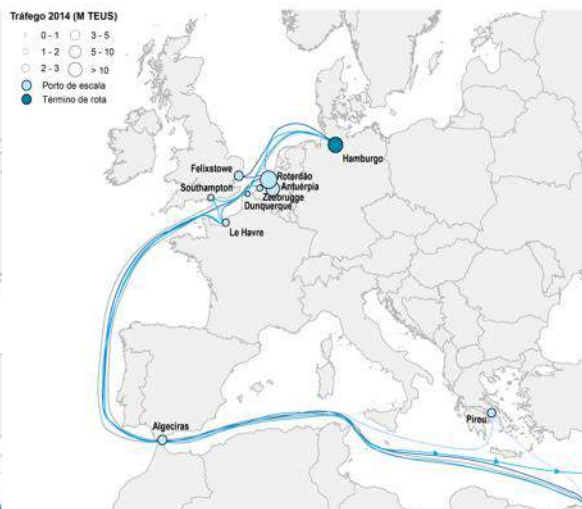 Tráfego 2014 (M TEUS)
0 - 1
3 - 5
1 - 2
5 - 10
2 - 3
> 10
Porto de escala
Término de rota
Hamburgo
Felixstowe
Roterdão
Southampton
Antuérpia
Zeebrugge
Dunquerque
Le Havre
Algeciras
Pireu